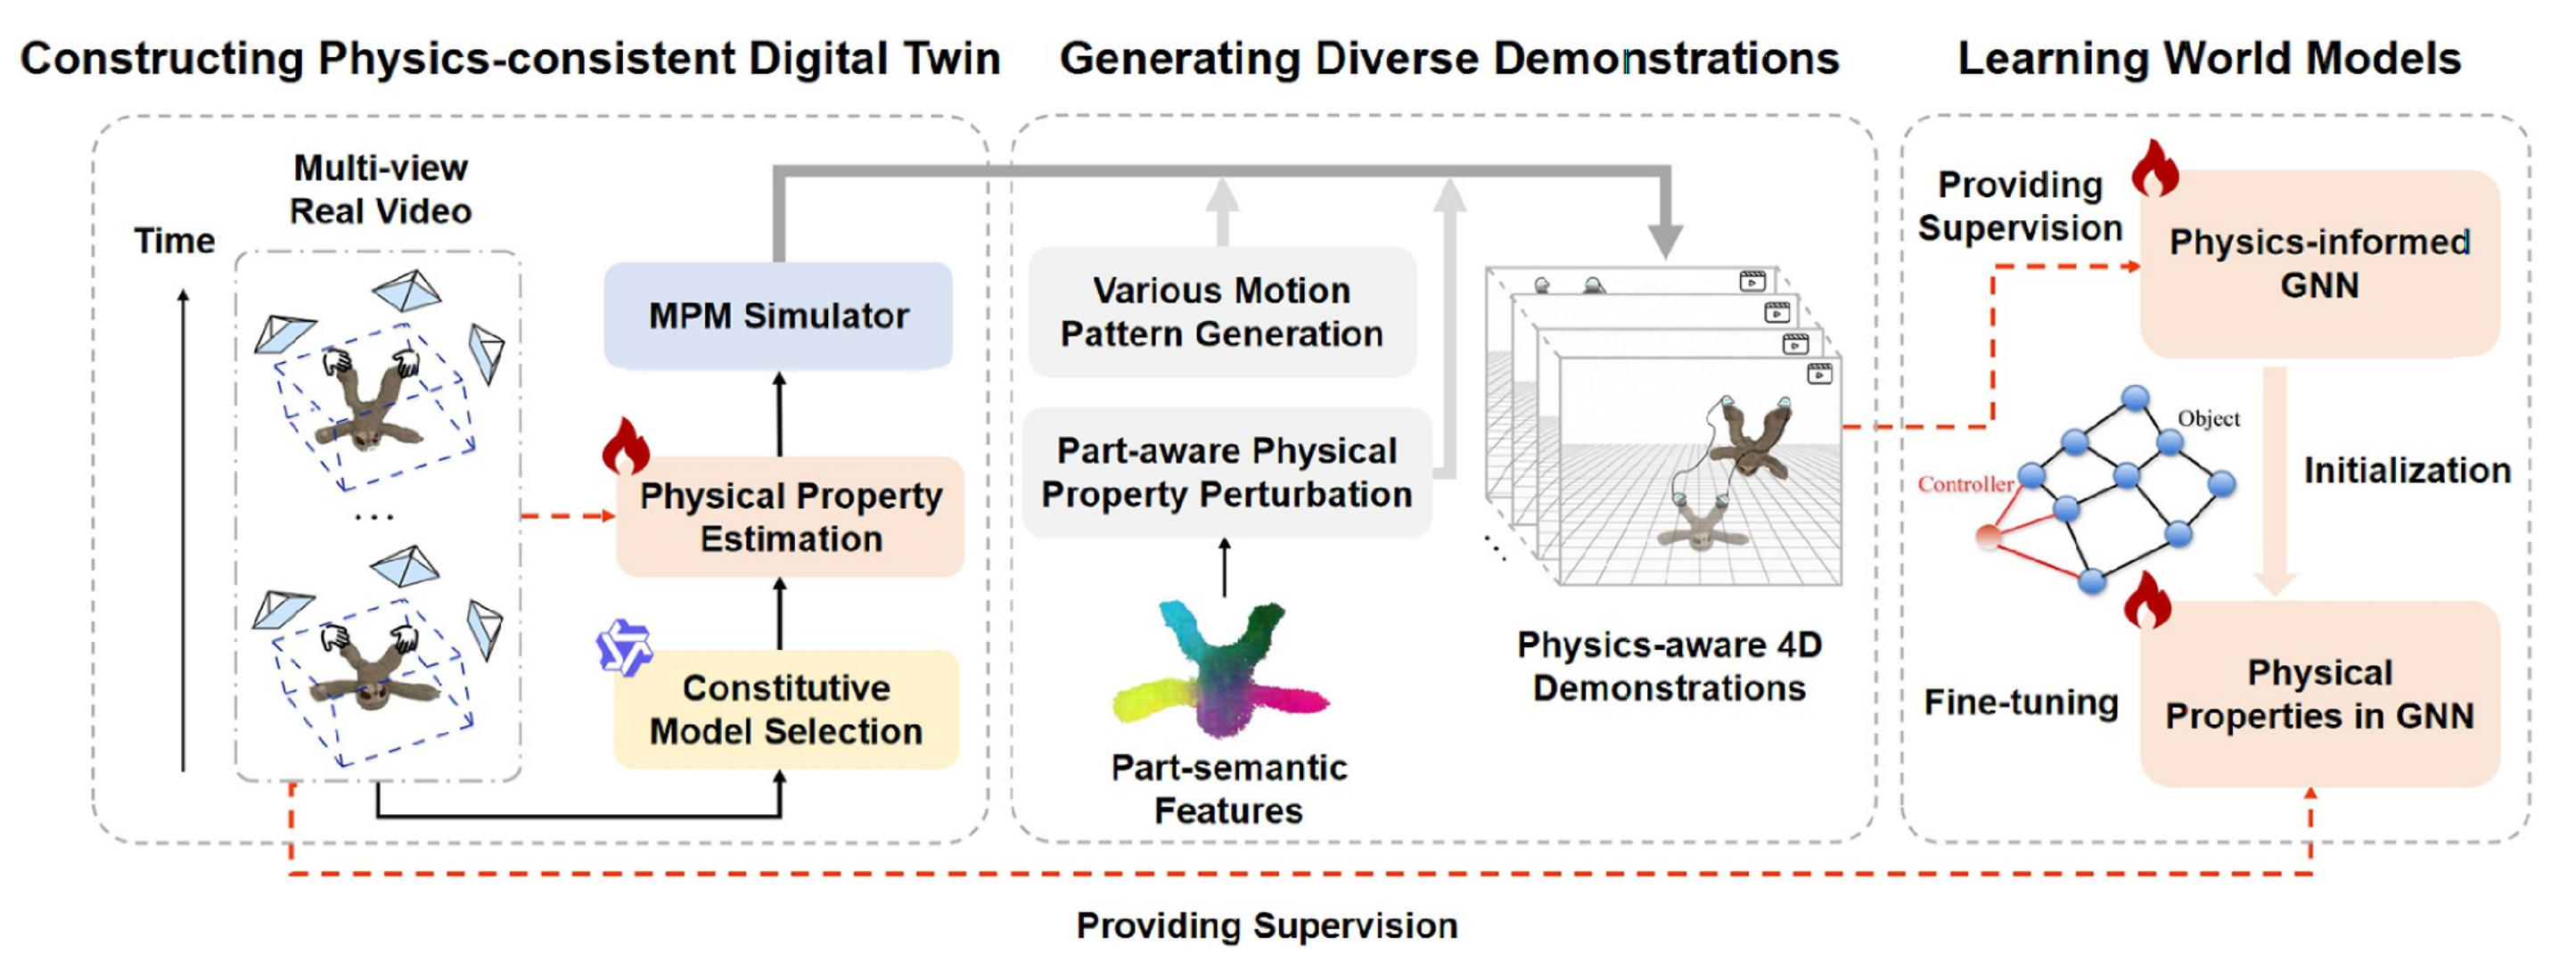 Constructing Physics-consistent Digital Twin
Generating Diverse Demonstrations
Learning World Models
Multi-view
Real Video
Time
MPM Simulator
Physical Property
Estimation
Constitutive
Model Selection
Various Motion
Pattern Generation
Part-aware Physical
Property Perturbation
Part-semantic
Features
Physics-aware 4D
Demonstrations
Providing
Supervision
Physics-informed
GNN
Object
Controller
Initialization
Fine-tuning
Physical
Properties in GNN
Providing Supervision